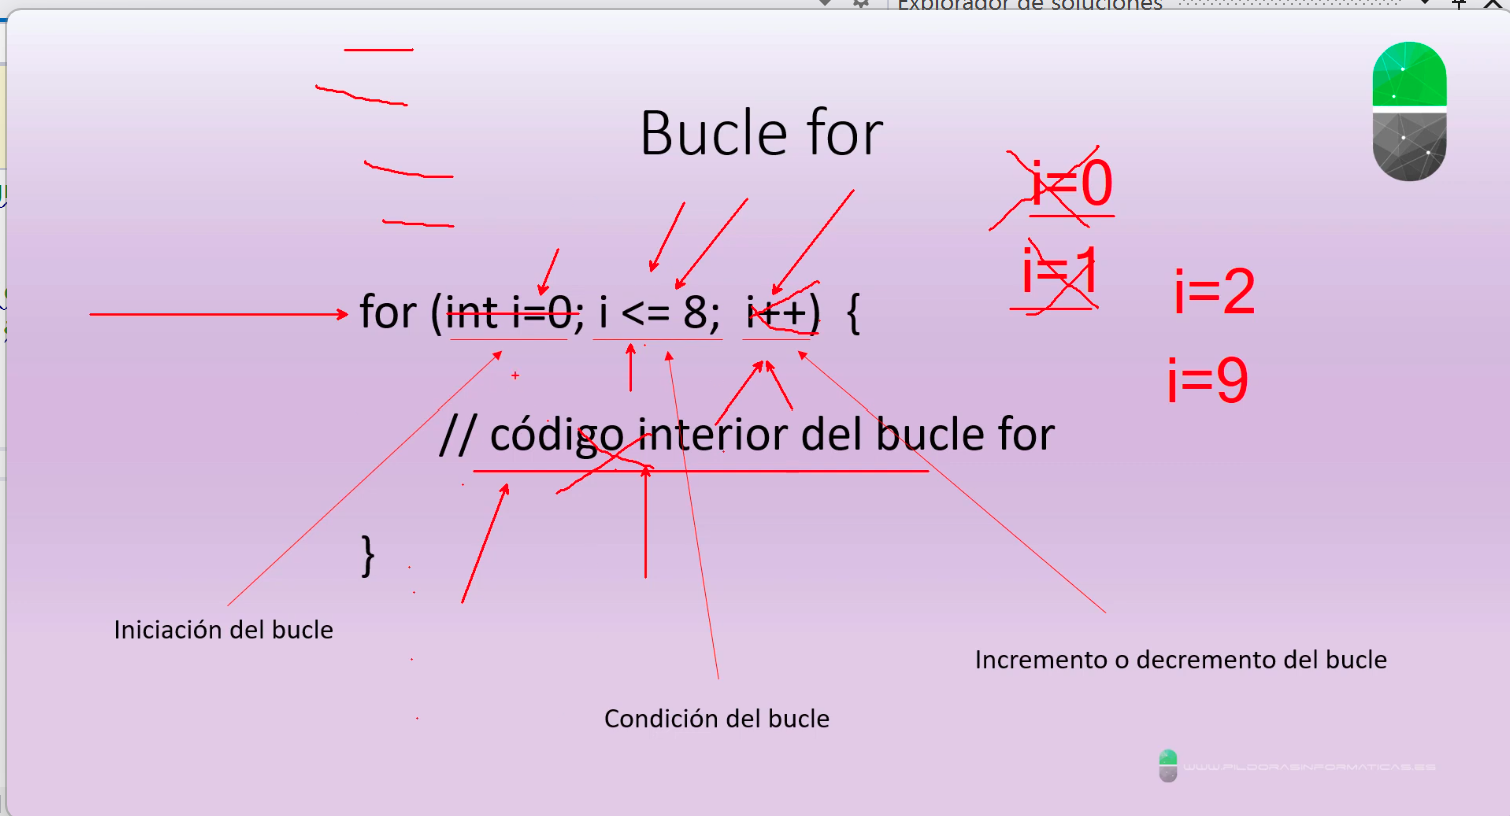 Explorador de soluciones
Bucle for
i=0
i=1
i=2
for (int i=0; i <= 8; i++) {
i=9
// código interior del bucle for
}
Iniciación del bucle
Incremento o decremento del bucle
Condición del bucle
WWW.PILDORASINFORMATICAS.ES